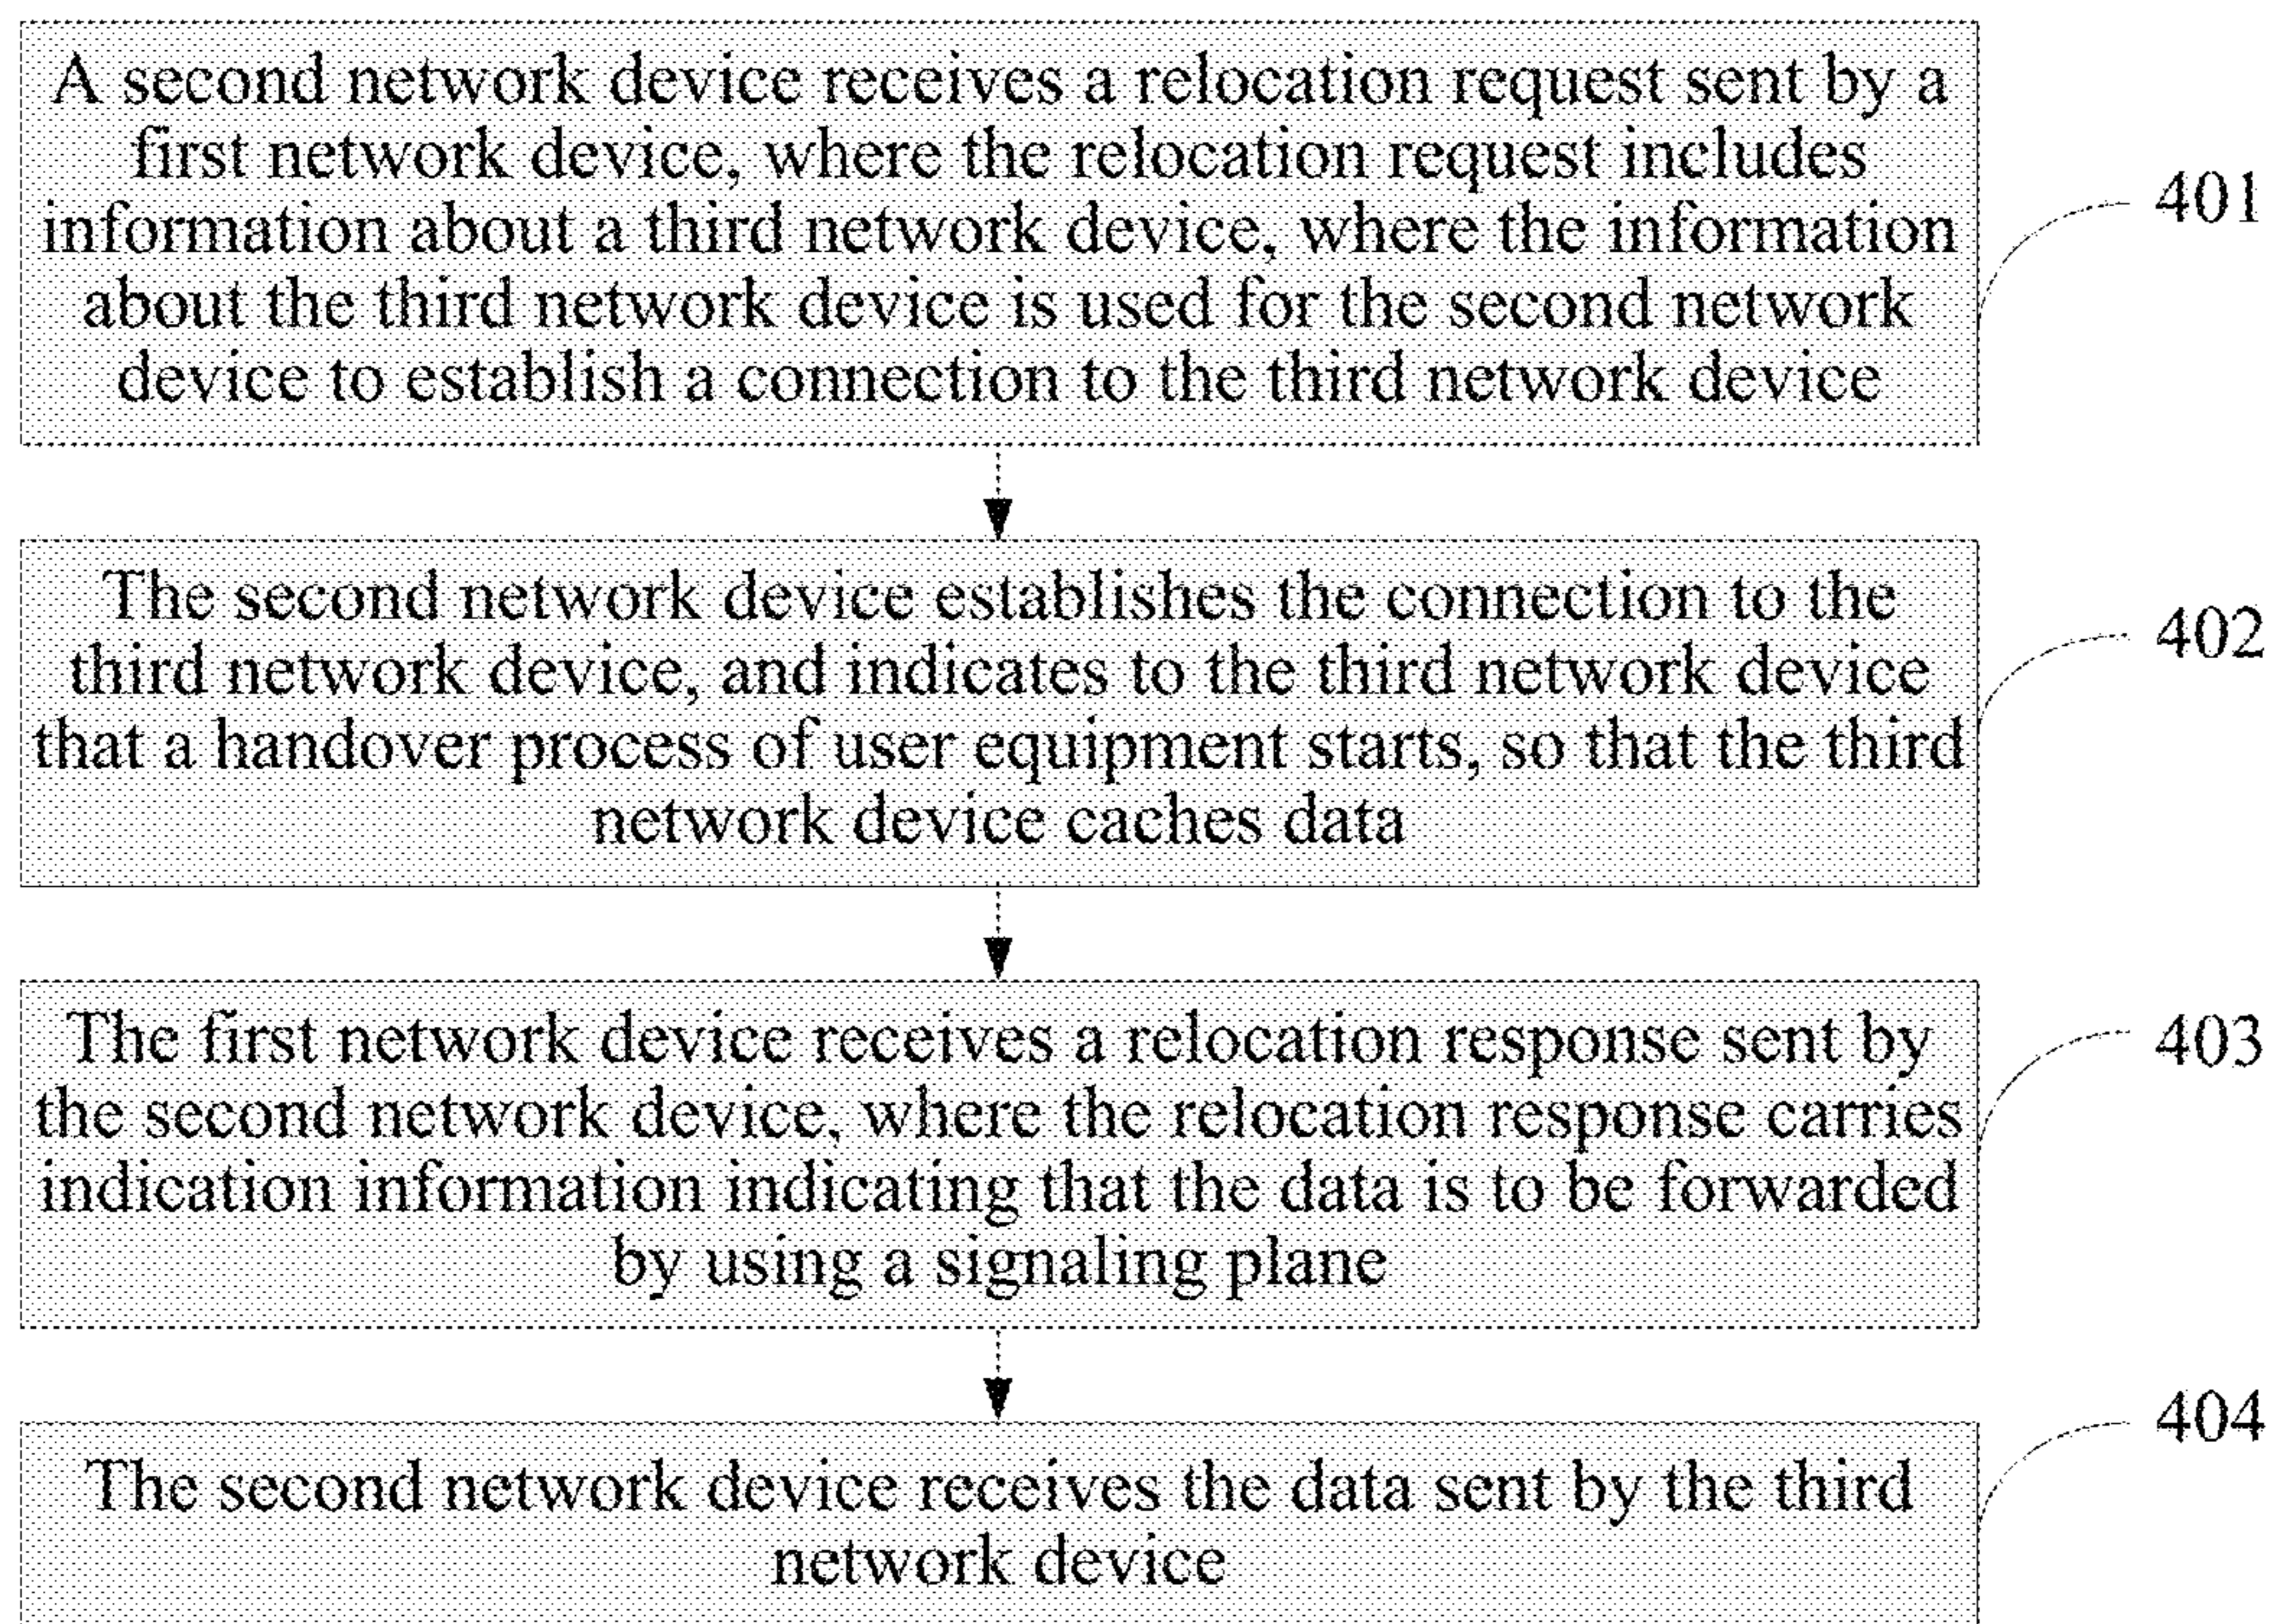 A second network device receives a relocation request sent by a
first network device, where the relocation request includes
information about a third network device, where the information
about the third network device is used for the second network
device to establish a connection to the third network device
401
The second network device establishes the connection to the
third network device, and indicates to the third network device
that a handover process of user equipment starts, so that the third
network device caches data
402
The first network device receives a relocation response sent by
the second network device, where the relocation response carries
indication information indicating that the data is to be forwarded
by using a signaling plane
403
The second network device receives the data sent by the third
network device
404